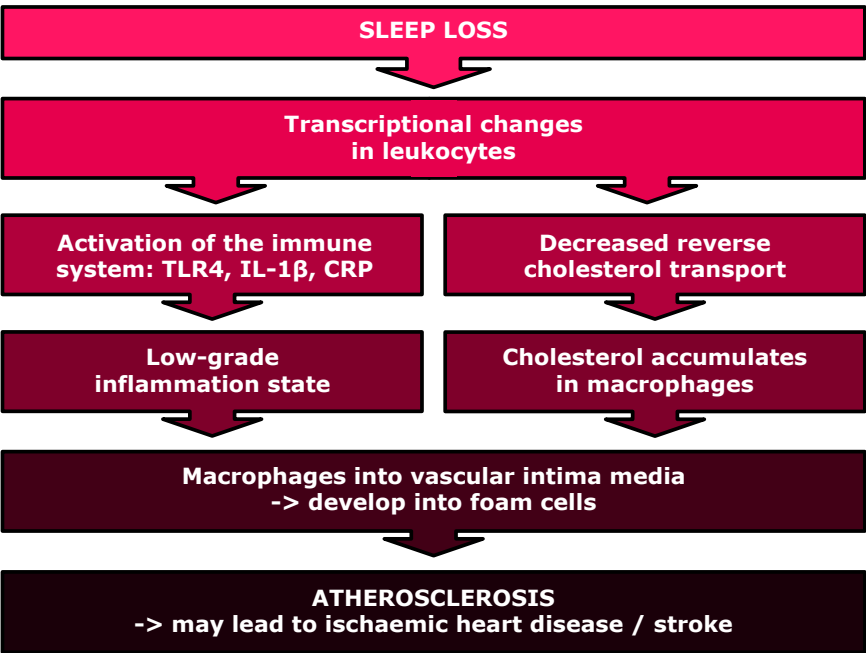 SLEEP LOSS
Transcriptional changes
in leukocytes
Activation of the immune
system: TLR4, IL-1β, CRP
Decreased reverse
cholesterol transport
Low-grade
inflammation state
Cholesterol accumulates
in macrophages
Macrophages into vascular intima media
-> develop into foam cells
ATHEROSCLEROSIS
-> may lead to ischaemic heart disease / stroke